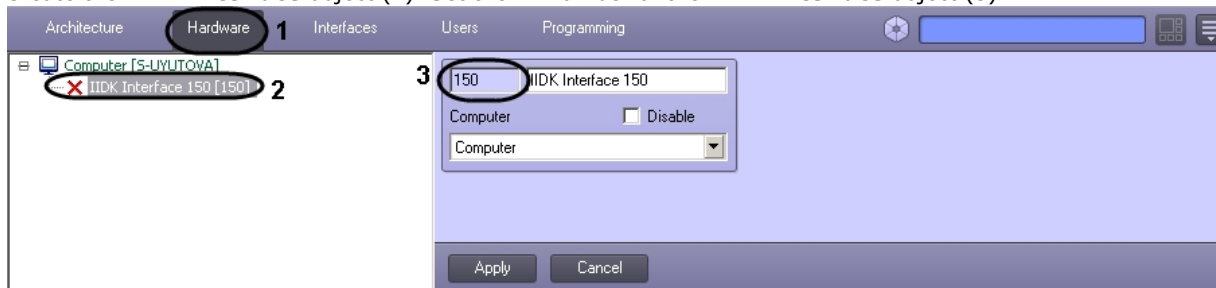 Architecture Hardware 1 Interfaces Users Programming
Computer [S-UYUTOVA]
IIDK Interface 150 [150] 2
3 150 IIDK Interface 150
Computer Disable
Computer
Apply Cancel